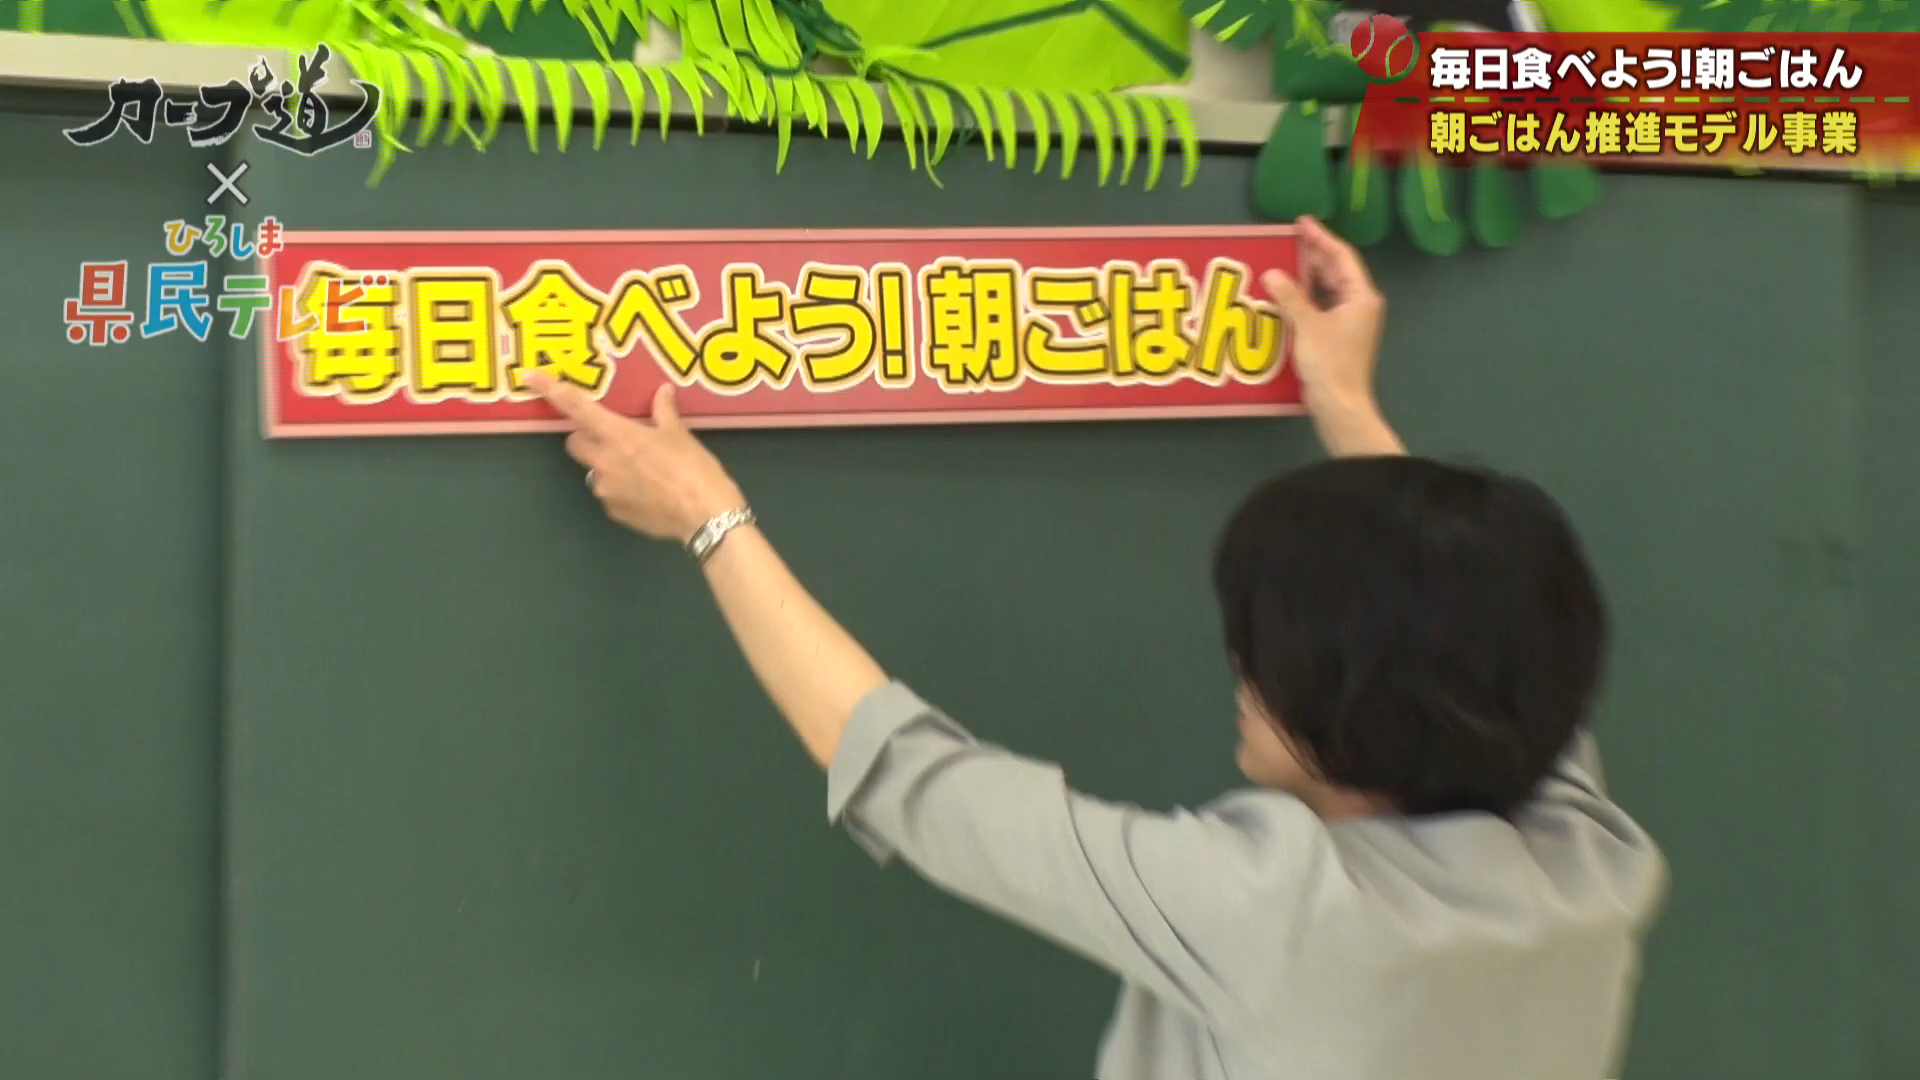 カープ道
×
ひろしま
県民テレビ
毎日食べよう!朝ごはん
朝ごはん推進モデル事業
毎日食べよう!朝ごはん